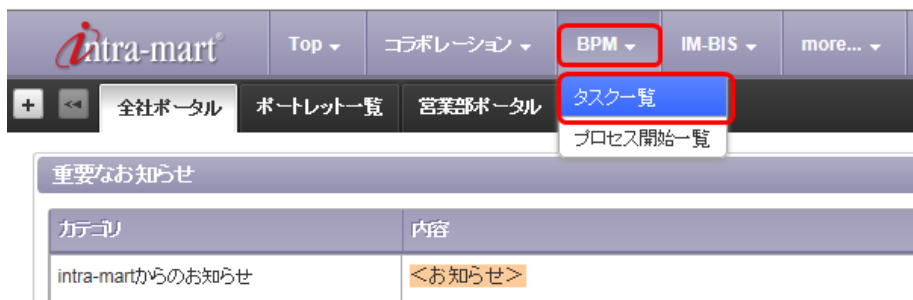 intra-mart Top コラボレーション BPM IM-BIS more...
+ 全社ポータル ポートレット一覧 営業部ポータル タスク一覧
プロセス開始一覧
重要なお知らせ
カテゴリ 内容
intra-martからのお知らせ <お知らせ>